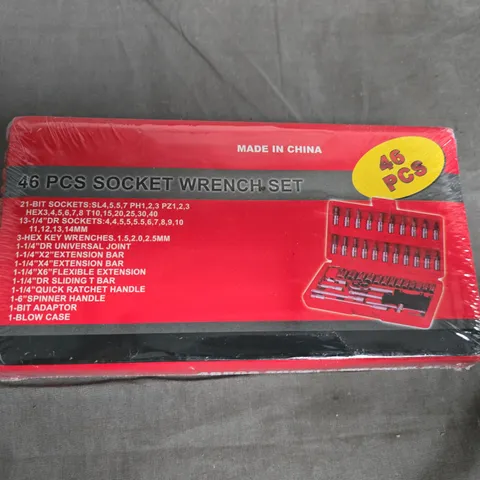 MADE IN CHINA
46 PCS
46 PCS SOCKET WRENCH SET
21-BIT SOCKETS:SL4,5.5,7 PH1,2,3 PZ1,2,3
HEX3,4,5,6,7,8 T10,15,20,25,30,40
13-1/4"DR SOCKETS:4,4.5,5,5.5,6,7,8,9,10
11,12,13,14MM
3-HEX KEY WRENCHES.1.5,2.0,2.5MM
1-1/4"DR UNIVERSAL JOINT
1-1/4"X2"EXTENSION BAR
1-1/4"X4"EXTENSION BAR
1-1/4"X6"FLEXIBLE EXTENSION
1-1/4"DR SLIDING T BAR
1-1/4"QUICK RATCHET HANDLE
1-6"SPINNER HANDLE
1-BIT ADAPTOR
1-BLOW CASE